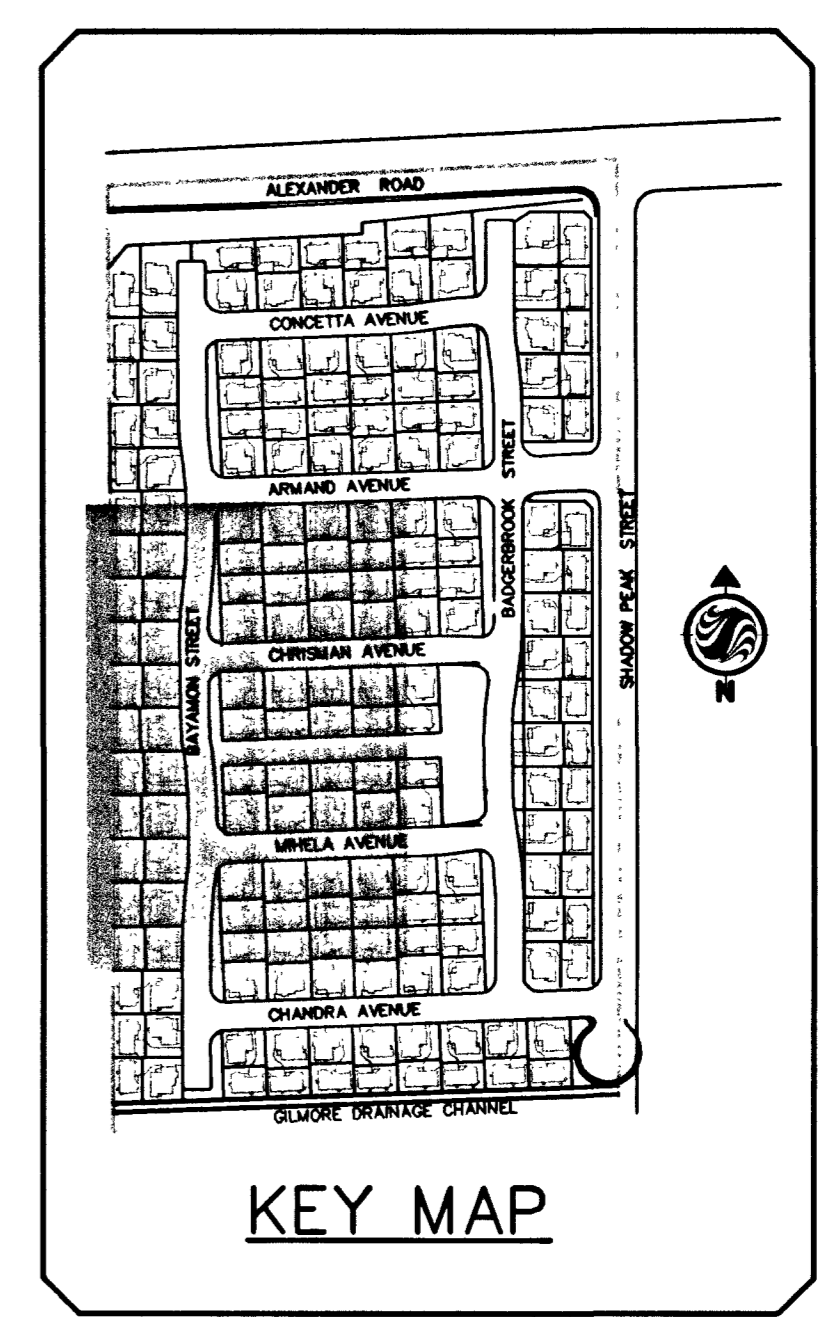 ALEXANDER ROAD
CONCETTA AVENUE
BADGERBROOK STREET
ARMAND AVENUE
SHADOW PEAK STREET
BAYAMON STREET
CHRISMAN AVENUE
N
MIHELA AVENUE
CHANDRA AVENUE
GILMORE DRAINAGE CHANNEL
KEY MAP